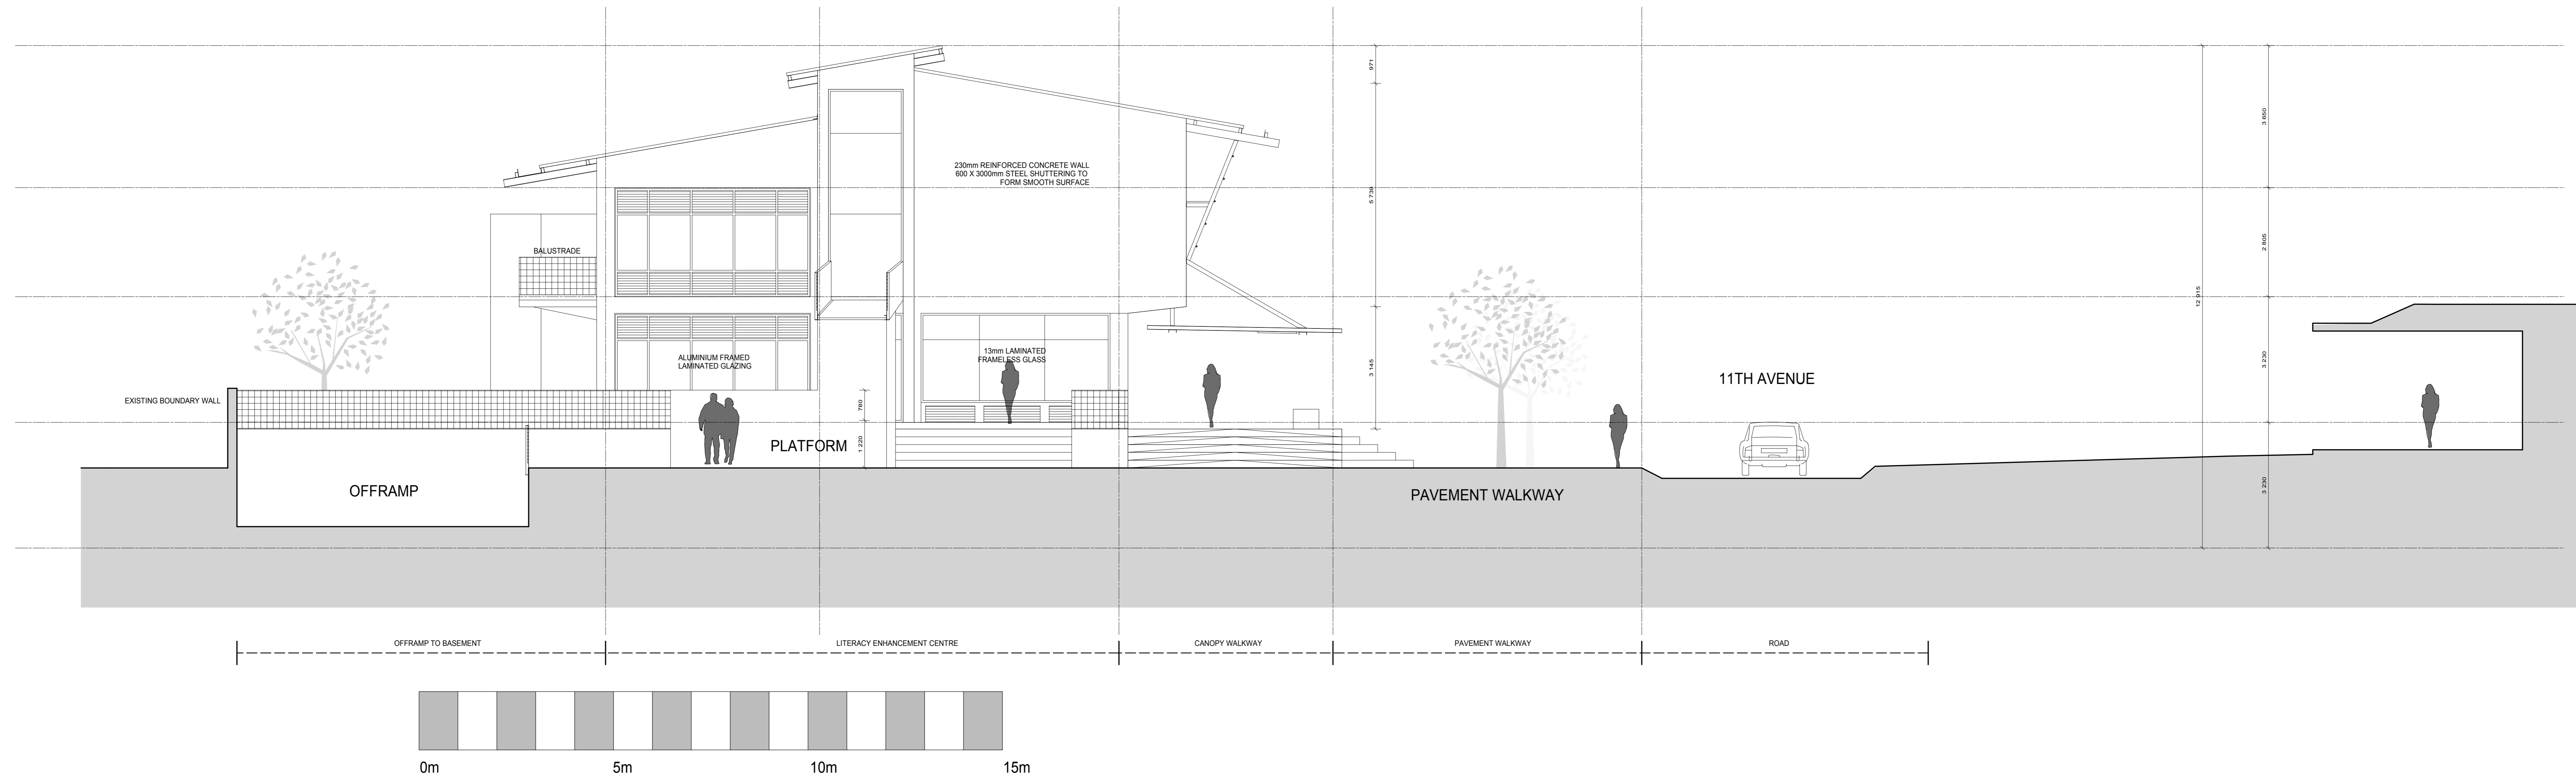 971
3 650
230mm REINFORCED CONCRETE WALL
600 X 3000mm STEEL SHUTTERING TO
FORM SMOOTH SURFACE
5 739
2 805
BALUSTRADE
12 915
ALUMINIUM FRAMED
LAMINATED GLAZING
13mm LAMINATED
FRAMELESS GLASS
3 145
3 230
11TH AVENUE
EXISTING BOUNDARY WALL
780
PLATFORM
1 220
OFFRAMP
PAVEMENT WALKWAY
3 230
OFFRAMP TO BASEMENT
LITERACY ENHANCEMENT CENTRE
CANOPY WALKWAY
PAVEMENT WALKWAY
ROAD
0m
5m
10m
15m